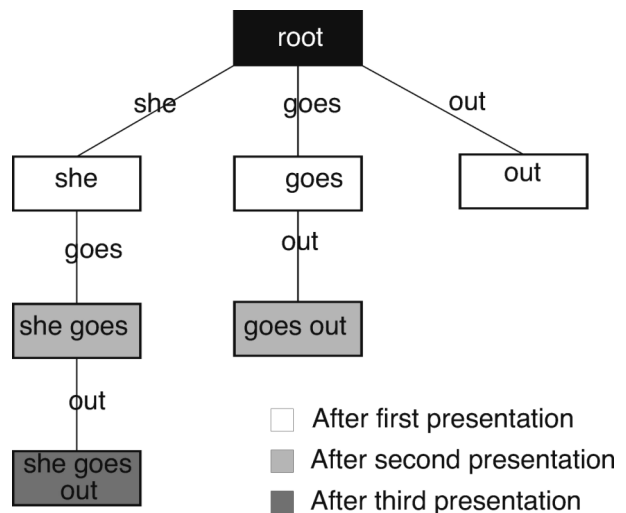 root
she
goes
out
she
goes
out
goes
out
she goes
goes out
out
she goes
out
After first presentation
After second presentation
After third presentation